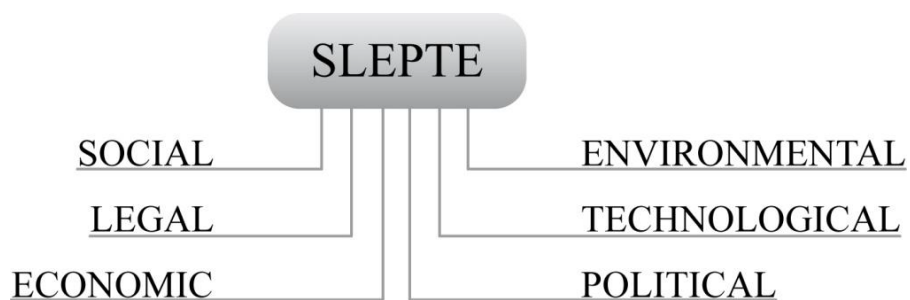 SLEPTE
SOCIAL
LEGAL
ECONOMIC
ENVIRONMENTAL
TECHNOLOGICAL
POLITICAL